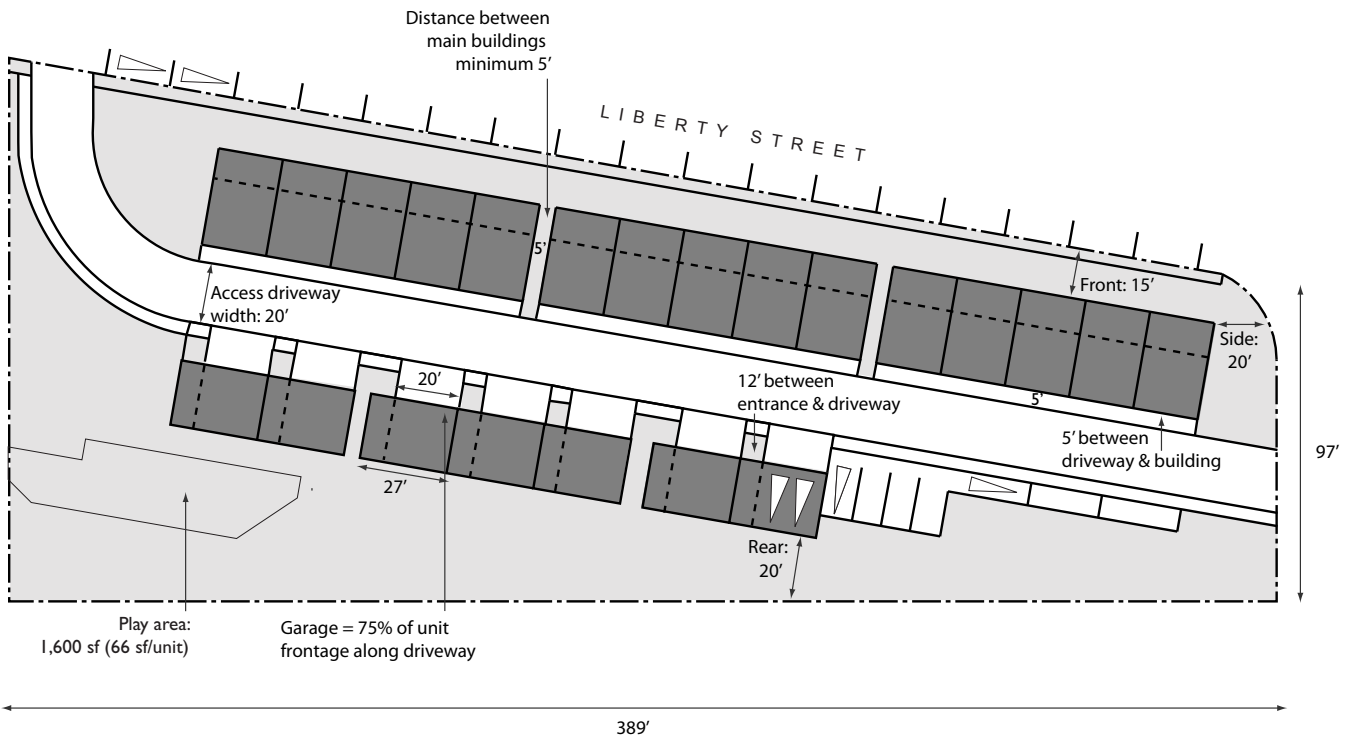 Distance between
main buildings
minimum 5’
LIBERTY STREET
5’
Front: 15’
Access driveway
width: 20’
Side:
20’
20’
12’ between
entrance & driveway
5’
5’ between
driveway & building
97’
27’
Rear:
20’
Play area:
1,600 sf (66 sf/unit)
Garage = 75% of unit
frontage along driveway
389’